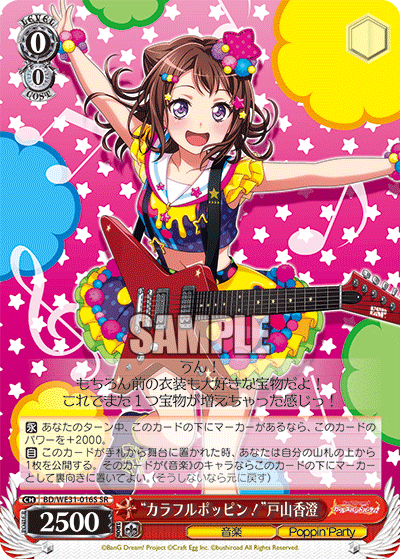 LEVEL
0
0
COST
SAMPLE
うん!
もちろん前の衣装も大好きな宝物だよ!
これでまた1つ宝物が増えちゃった感じっ!
永 あなたのターン中、このカードの下にマーカーがあるなら、このカードの
パワーを+2000。
自 このカードが手札から舞台に置かれた時、あなたは自分の山札の上から
1枚を公開する。そのカードが《音楽》のキャラならこのカードの下にマーカー
として裏向きに置く。(そうしないなら元に戻す)
CH BD/WE31-016S SR
2500
“カラフルポッピン!”戸山香澄
音楽
Poppin'Party
©BanG Dream! Project ©Craft Egg Inc. ©bushiroad All Rights Reserved.